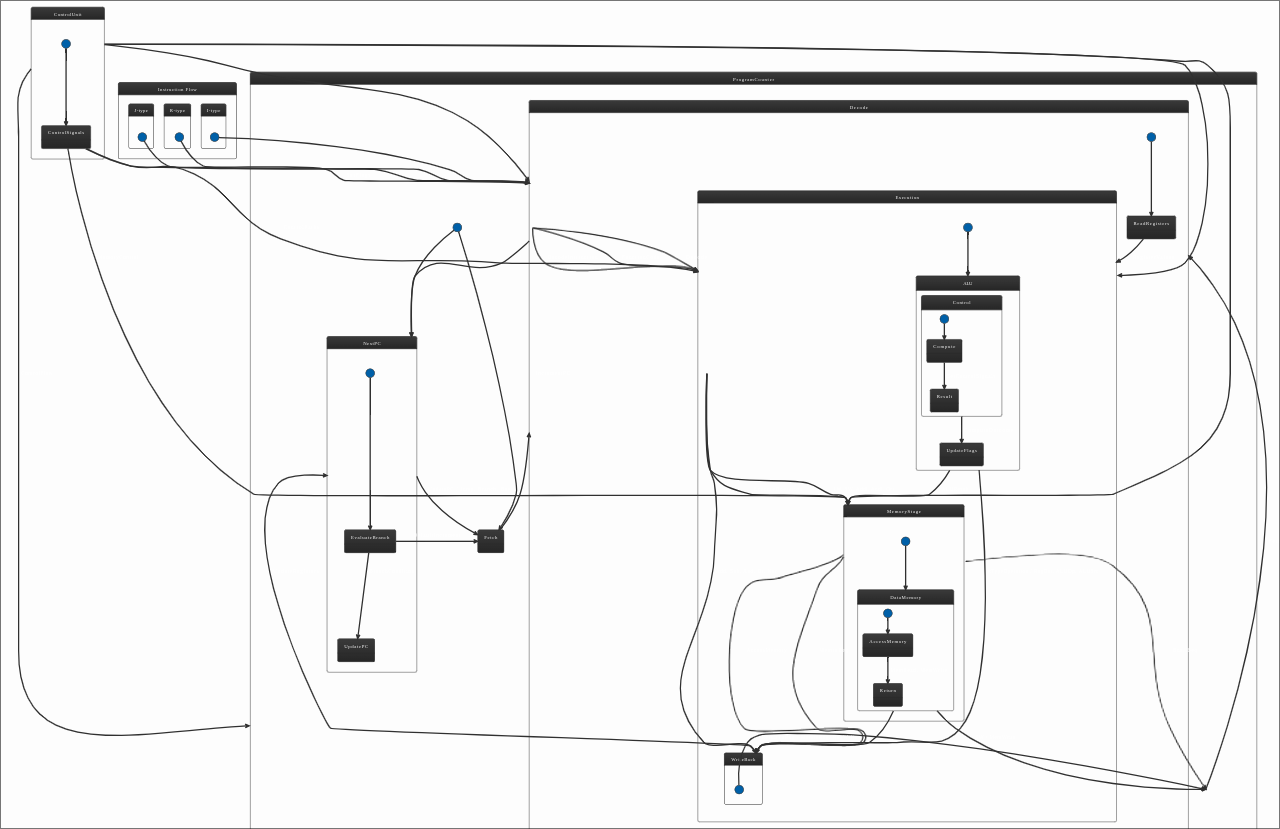 ControlUnit
ProgramCounter
Instruction Flow
Decode
I-type
R-type
J-type
ControlSignals
Execution
ReadRegisters
ALU
Control
NextPC
Compute
Result
UpdateFlags
MemoryStage
EvaluateBranch
Fetch
DataMemory
AccessMemory
UpdatePC
Return
WriteBack